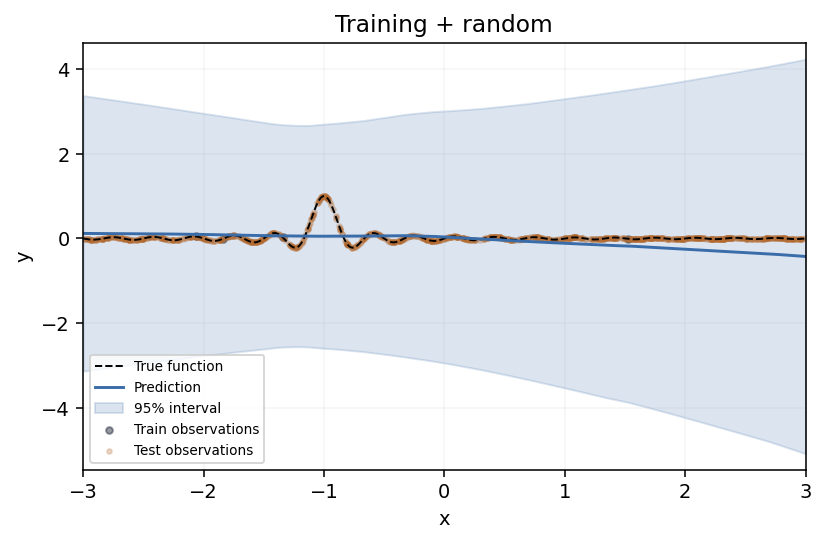 Training + random
4
2
0
−2
−4
y
True function
Prediction
95% interval
Train observations
Test observations
−3 −2 −1 0 1 2 3
x